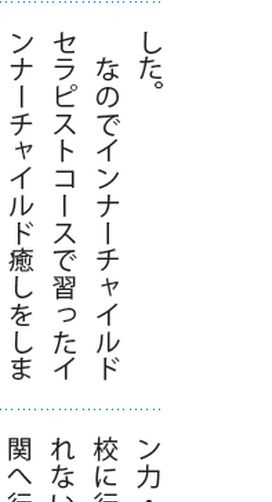 した。
なのでインナーチャイルド
セラピストコースで習ったイ
ンナーチャイルド癒しをしま
ン力・
校に行
れない
関へ行